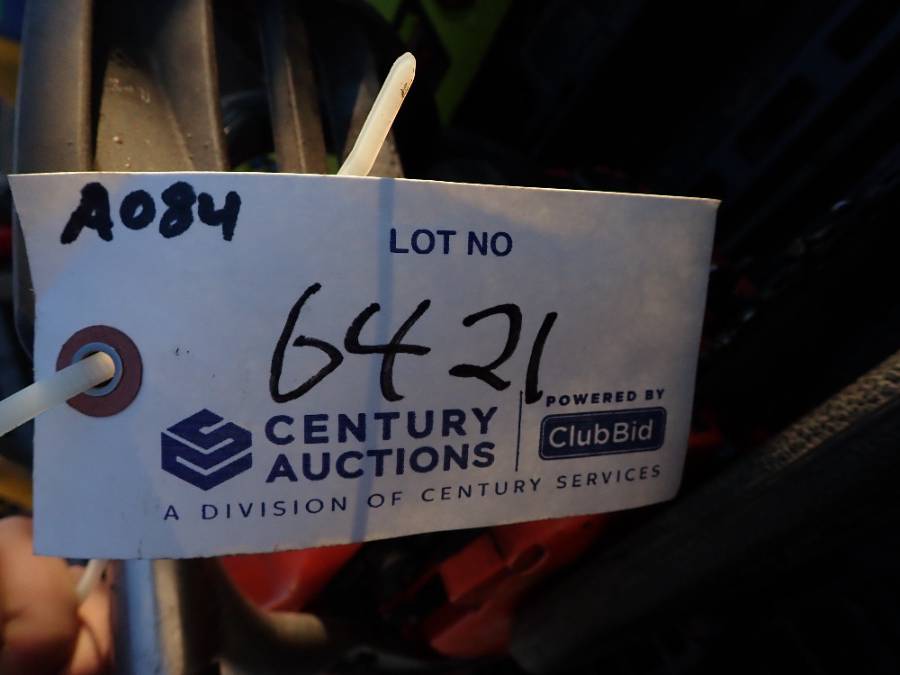 A084
LOT NO
6421
CENTURY
AUCTIONS
POWERED BY
ClubBid
A DIVISION OF CENTURY SERVICES